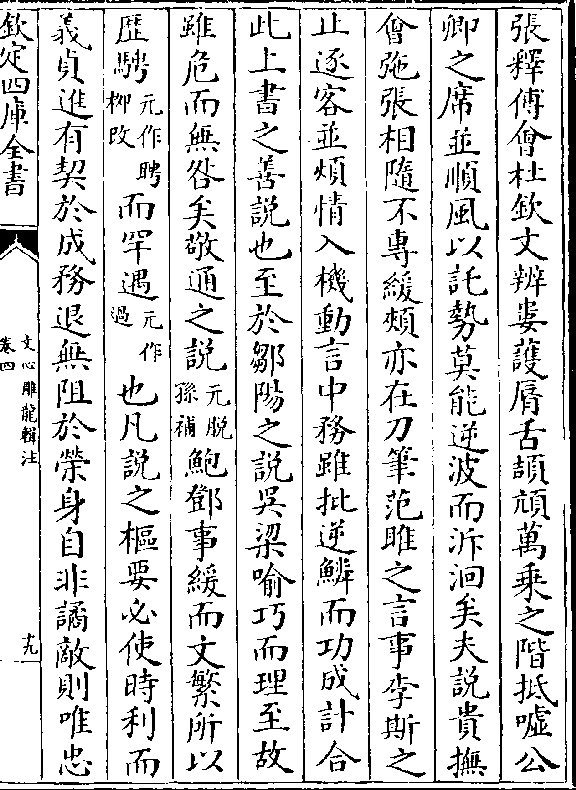 張釋傅會杜欽文辨婁護脣舌頡頏萬乗之階抵噓公
卿之席並順風以託勢莫能逆波而泝洄矣夫説貴撫
會弛張相隨不專緩頰亦在刀筆范雎之言事李斯之
止逐客並煩情入機動言中務雖批逆鱗而功成計合
此上書之善説也至於鄒陽之説吳梁喻巧而理至故
雖危而無咎矣敬通之説元脱孫補鮑鄧事緩而文繁所以
歴騁元作聘柳改而罕遇元作過也凡説之樞要必使時利而
義貞進有契於成務退無阻於榮身自非譎敵則唯忠
欽定四庫全書
文心雕龍輯注
卷四
十九